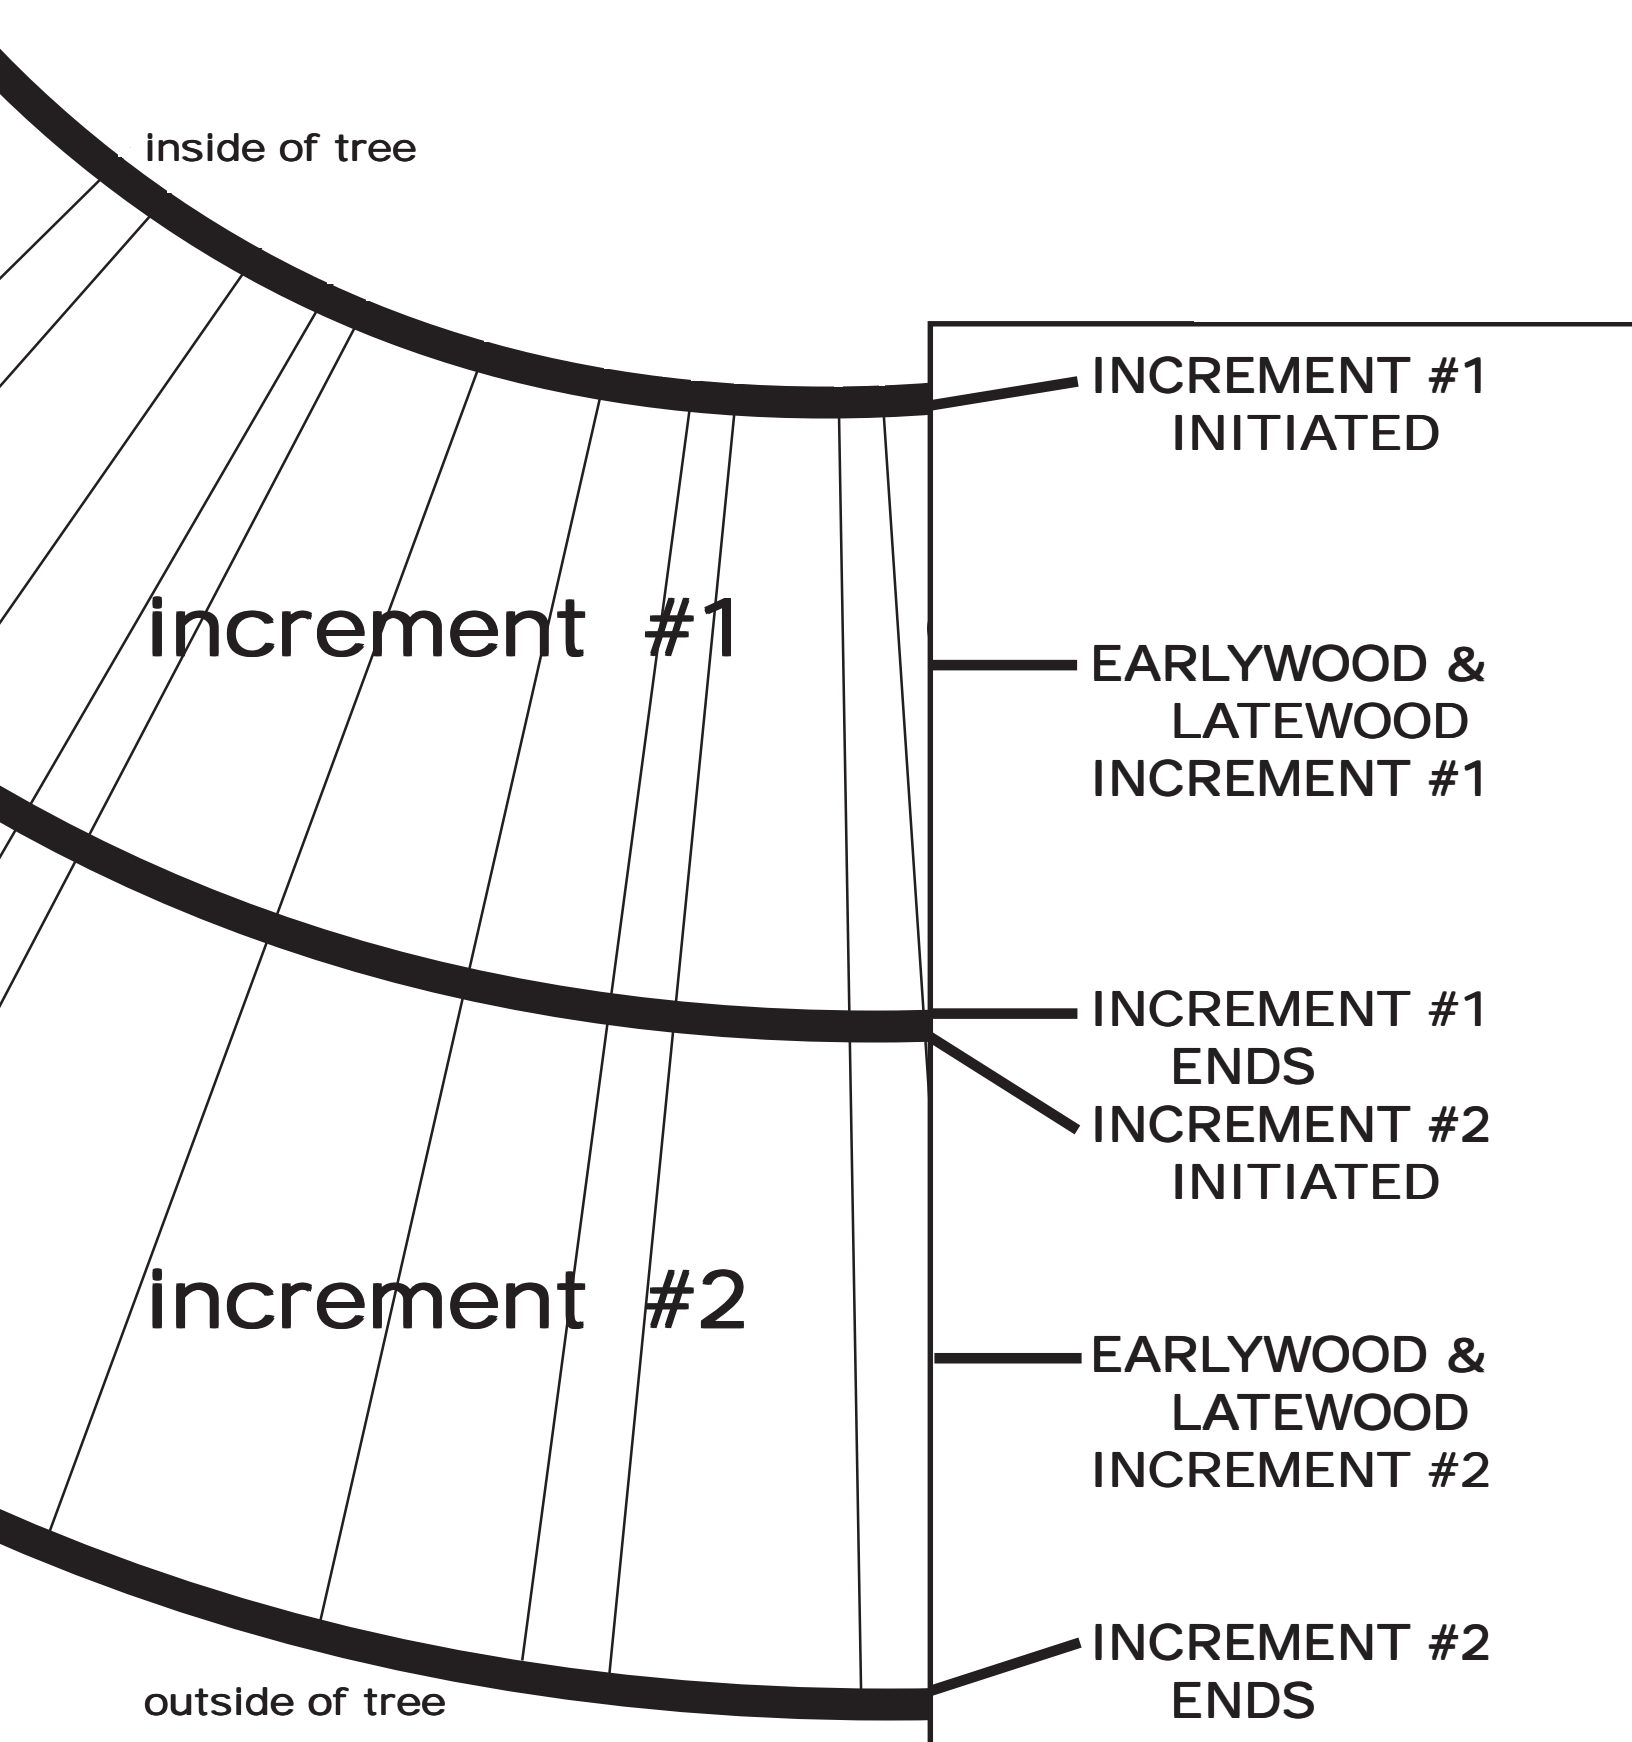 inside of tree
INCREMENT #1
INITIATED
increment #1
EARLYWOOD &
LATEWOOD
INCREMENT #1
INCREMENT #1
ENDS
INCREMENT #2
INITIATED
increment #2
EARLYWOOD &
LATEWOOD
INCREMENT #2
INCREMENT #2
ENDS
outside of tree